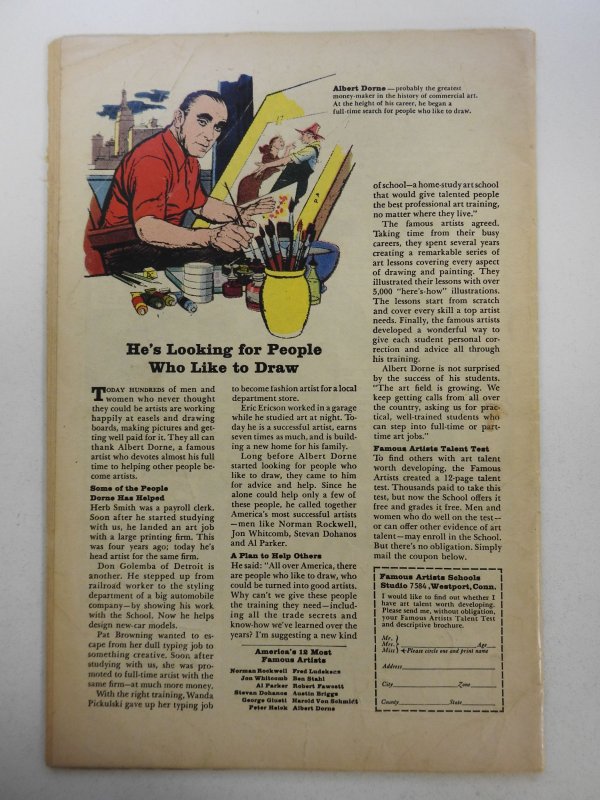 Albert Dorne—probably the greatest
money-maker in the history of commercial art.
At the height of his career, he began a
full-time search for people who like to draw.
He's Looking for People
Who Like to Draw
TODAY HUNDREDS of men and
women who never thought
they could be artists are working
happily at easels and drawing
boards, making pictures and get-
ting well paid for it. They all can
thank Albert Dorne, a famous
artist who devotes almost his full
time to helping other people be-
come artists.
Some of the People
Dorne Has Helped
Herb Smith was a payroll clerk.
Soon after he started studying
with us, he landed an art job
with a large printing firm. This
was four years ago; today he's
head artist for the same firm.
Don Golemba of Detroit is
another. He stepped up from
railroad worker to the styling
department of a big automobile
company—by showing his work
with the School. Now he helps
design new-car models.
Pat Browning wanted to es-
cape from her dull typing job to
something creative. Soon after
studying with us, she was pro-
moted to full-time artist with the
same firm—at much more money.
With the right training, Wanda
Pickulski gave up her typing job
to become fashion artist for a local
department store.
Eric Ericson worked in a garage
while he studied art at night. To-
day he is a successful artist, earns
seven times as much, and is build-
ing a new home for his family.
Long before Albert Dorne
started looking for people who
like to draw, they came to him
for advice and help. Since he
alone could help only a few of
these people, he called together
America's most successful artists
—men like Norman Rockwell,
Jon Whitcomb, Stevan Dohanos
and Al Parker.
A Plan to Help Others
He said: "All over America, there
are people who like to draw, who
could be turned into good artists.
Why can't we give these people
the training they need—includ-
ing all the trade secrets and
know-how we've learned over the
years? I'm suggesting a new kind
America's 12 Most
Famous Artists
Norman Rockwell Fred Ludekens
Jon Whitcomb Ben Stahl
Al Parker Robert Fawcett
Stevan Dohanos Austin Briggs
George Giusti Harold Von Schmidt
Peter Helck Albert Dorne
of school—a home-study art school
that would give talented people
the best professional art training,
no matter where they live."
The famous artists agreed.
Taking time from their busy
careers, they spent several years
creating a remarkable series of
art lessons covering every aspect
of drawing and painting. They
illustrated their lessons with over
5,000 "here's-how" illustrations.
The lessons start from scratch
and cover every skill a top artist
needs. Finally, the famous artists
developed a wonderful way to
give each student personal cor-
rection and advice all through
his training.
Albert Dorne is not surprised
by the success of his students.
"The art field is growing. We
keep getting calls from all over
the country, asking us for prac-
tical, well-trained students who
can step into full-time or part-
time art jobs."
Famous Artists Talent Test
To find others with art talent
worth developing, the Famous
Artists created a 12-page talent
test. Thousands paid to take this
test, but now the School offers it
free and grades it free. Men and
women who do well on the test—
or can offer other evidence of art
talent—may enroll in the School.
But there's no obligation. Simply
mail the coupon below.
Famous Artists Schools
Studio 7584, Westport, Conn.
I would like to find out whether I
have art talent worth developing.
Please send me, without obligation,
your Famous Artists Talent Test
and descriptive brochure.
Mr.
Mrs. Age
Miss Please circle one and print name
Address
City Zone
County State